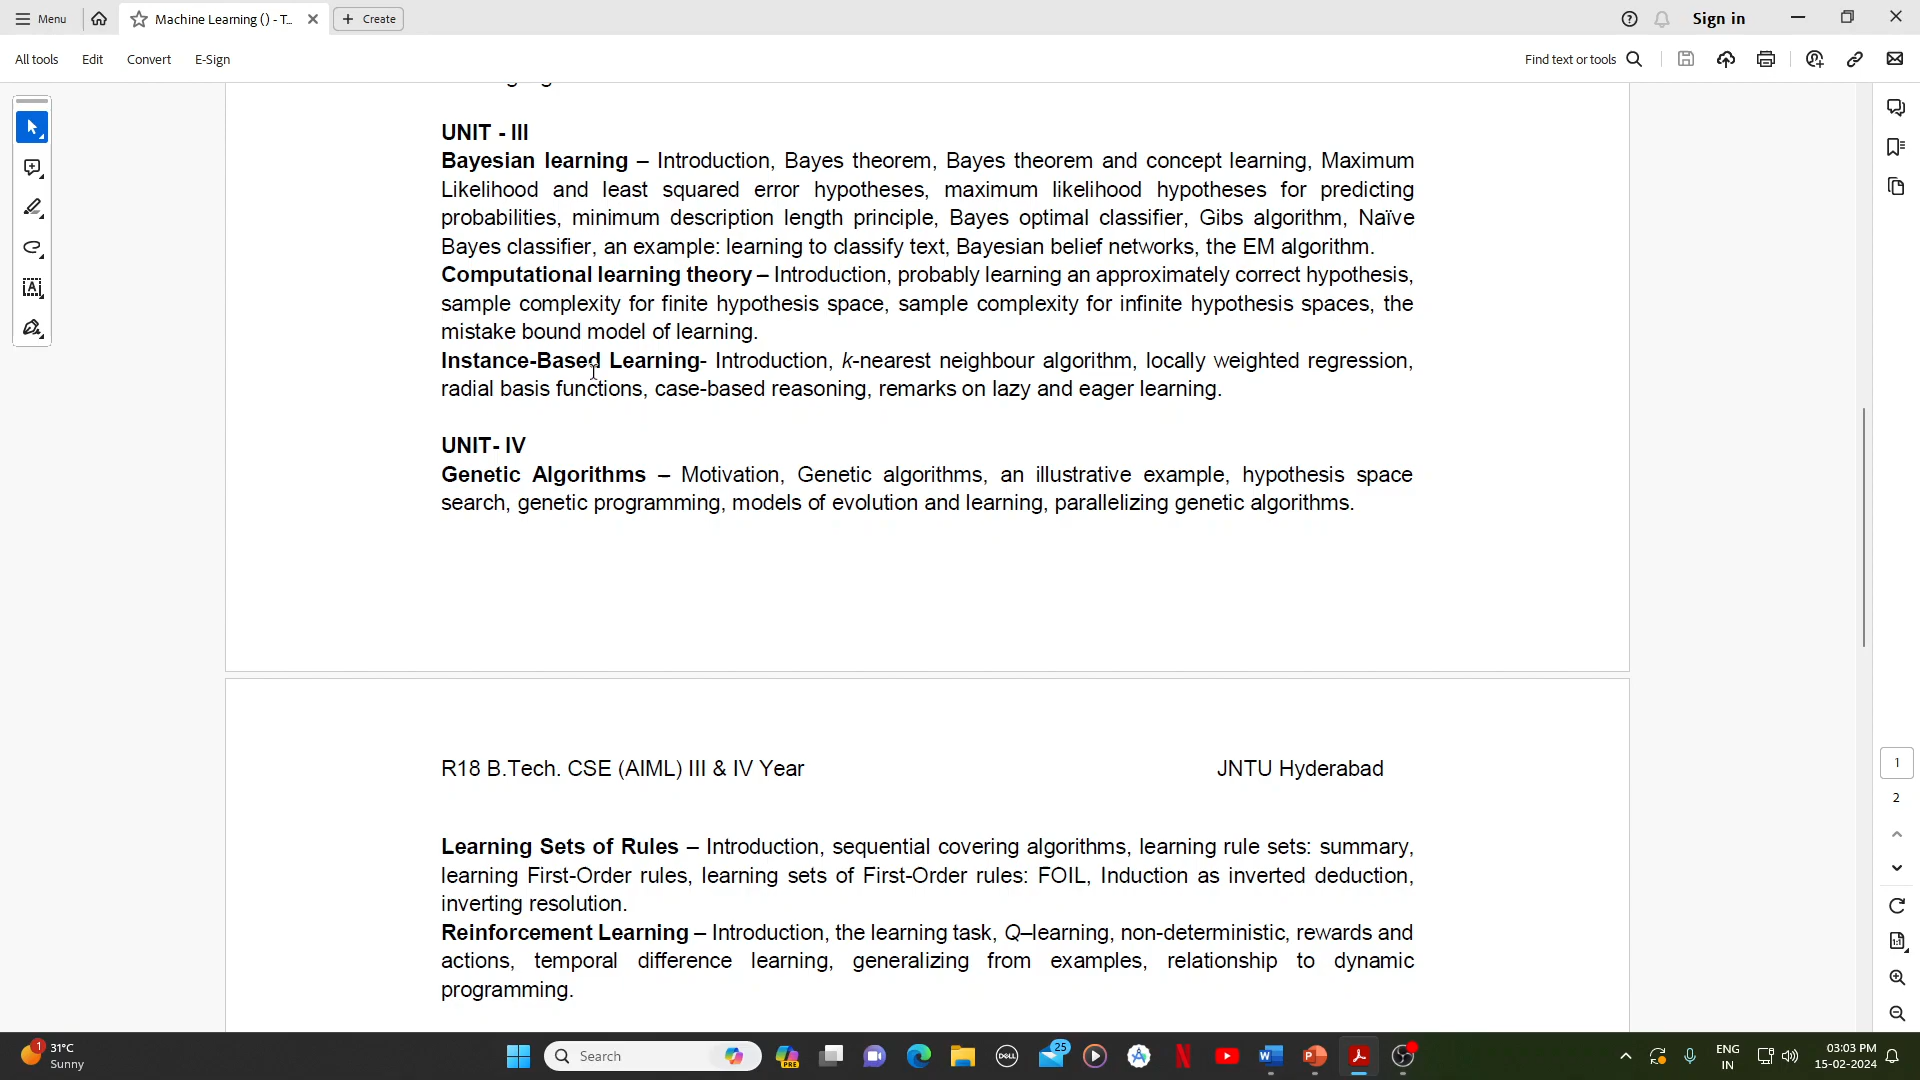 Menu
Machine Learning () - T...
Create
Sign in
All tools
Edit
Convert
E-Sign
Find text or tools
UNIT - III
Bayesian learning – Introduction, Bayes theorem, Bayes theorem and concept learning, Maximum
Likelihood and least squared error hypotheses, maximum likelihood hypotheses for predicting
probabilities, minimum description length principle, Bayes optimal classifier, Gibs algorithm, Naïve
Bayes classifier, an example: learning to classify text, Bayesian belief networks, the EM algorithm.
Computational learning theory – Introduction, probably learning an approximately correct hypothesis,
sample complexity for finite hypothesis space, sample complexity for infinite hypothesis spaces, the
mistake bound model of learning.
Instance-Based Learning- Introduction, k-nearest neighbour algorithm, locally weighted regression,
radial basis functions, case-based reasoning, remarks on lazy and eager learning.
UNIT- IV
Genetic Algorithms – Motivation, Genetic algorithms, an illustrative example, hypothesis space
search, genetic programming, models of evolution and learning, parallelizing genetic algorithms.
R18 B.Tech. CSE (AIML) III & IV Year
JNTU Hyderabad
Learning Sets of Rules – Introduction, sequential covering algorithms, learning rule sets: summary,
learning First-Order rules, learning sets of First-Order rules: FOIL, Induction as inverted deduction,
inverting resolution.
Reinforcement Learning – Introduction, the learning task, Q–learning, non-deterministic, rewards and
actions, temporal difference learning, generalizing from examples, relationship to dynamic
programming.
1
2
1
31°C
Sunny
Search
PRE
DELL
25
ENG
IN
03:03 PM
15-02-2024